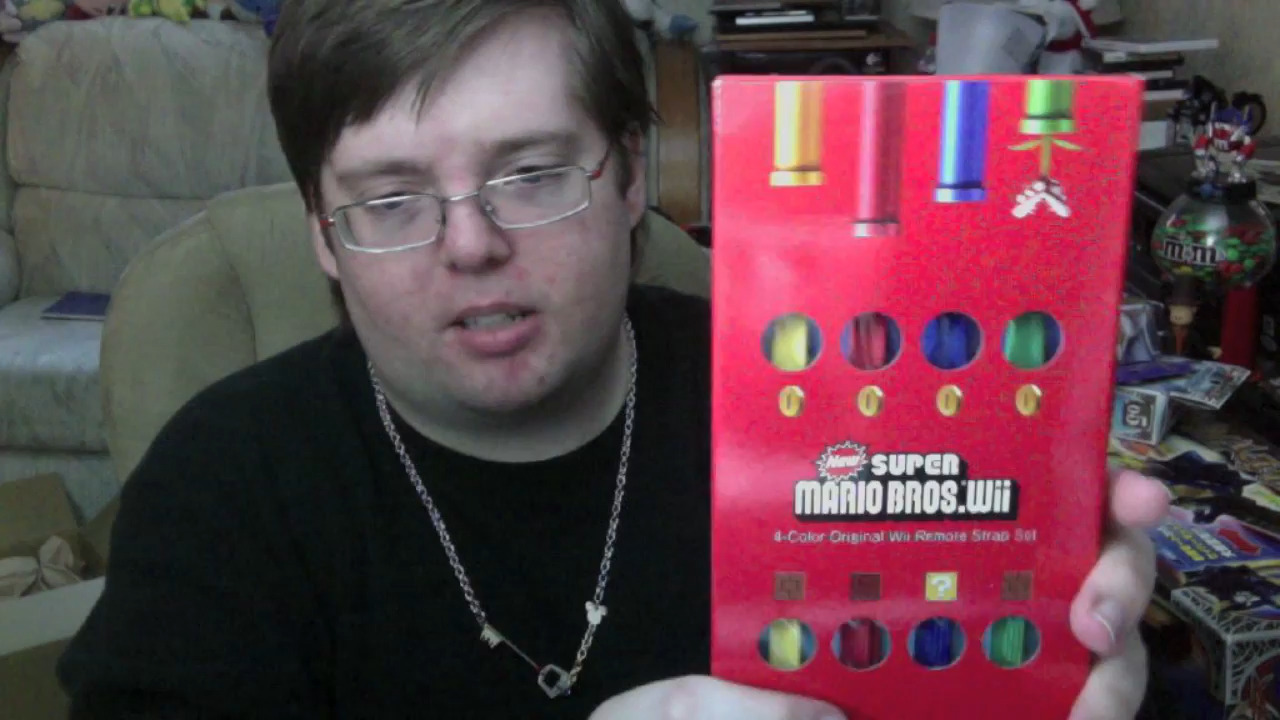 New SUPER
MARIO BROS. Wii
4-Color Original Wii Remote Strap Set
?
m&m's